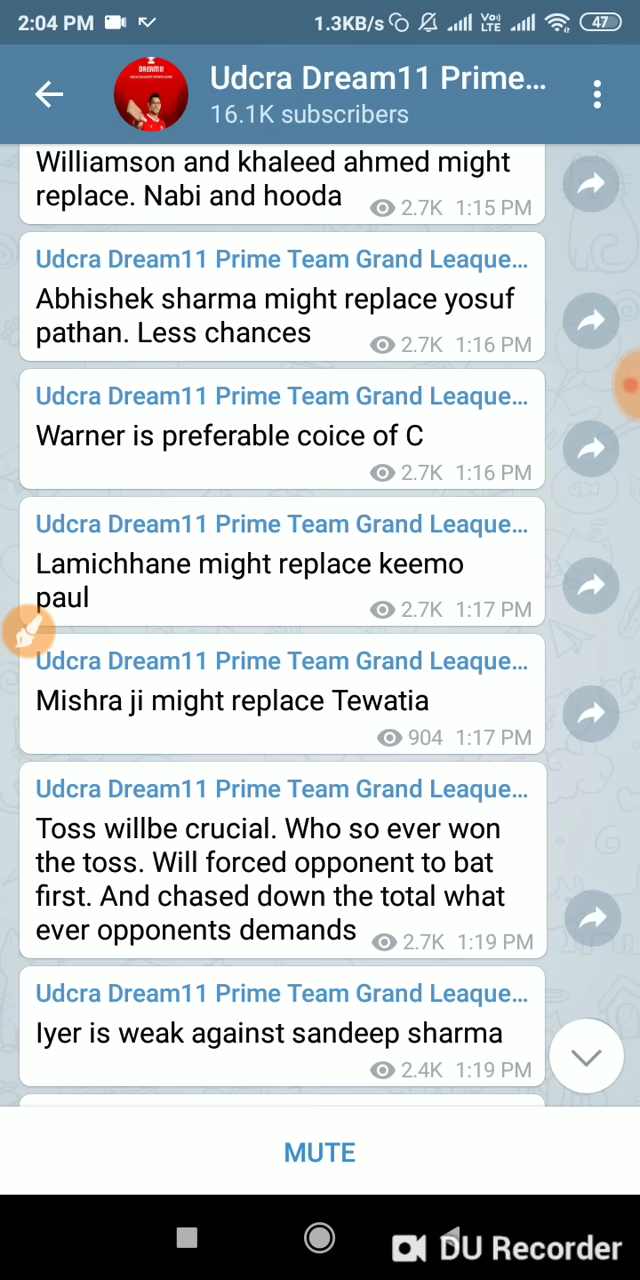 2:04 PM 1.3KB/s Vo) LTE 47
DREAM11
Udcra Dream11 Prime...
16.1K subscribers
Williamson and khaleed ahmed might
replace. Nabi and hooda 2.7K 1:15 PM
Udcra Dream11 Prime Team Grand Leaque...
Abhishek sharma might replace yosuf
pathan. Less chances 2.7K 1:16 PM
Udcra Dream11 Prime Team Grand Leaque...
Warner is preferable coice of C
2.7K 1:16 PM
Udcra Dream11 Prime Team Grand Leaque...
Lamichhane might replace keemo
paul 2.7K 1:17 PM
Udcra Dream11 Prime Team Grand Leaque...
Mishra ji might replace Tewatia
904 1:17 PM
Udcra Dream11 Prime Team Grand Leaque...
Toss willbe crucial. Who so ever won
the toss. Will forced opponent to bat
first. And chased down the total what
ever opponents demands 2.7K 1:19 PM
Udcra Dream11 Prime Team Grand Leaque...
Iyer is weak against sandeep sharma
2.4K 1:19 PM
MUTE
DU Recorder